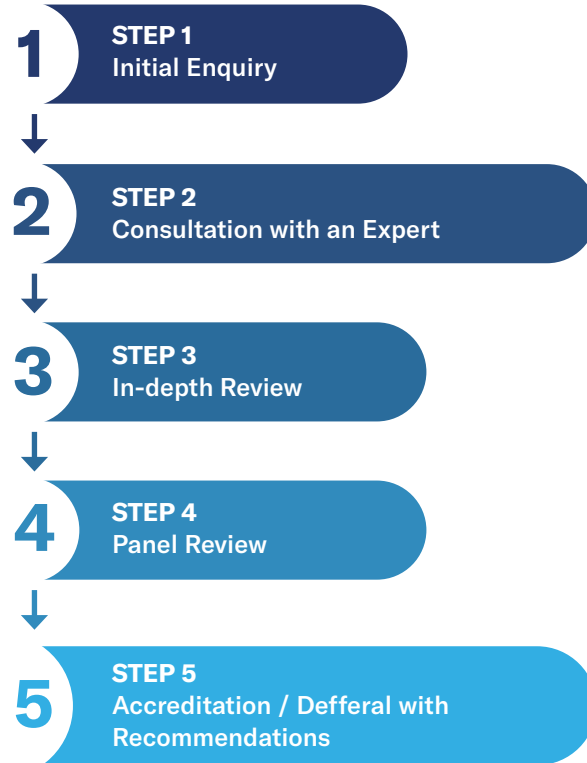 1
STEP 1
Initial Enquiry
2
STEP 2
Consultation with an Expert
3
STEP 3
In-depth Review
4
STEP 4
Panel Review
5
STEP 5
Accreditation / Defferal with
Recommendations